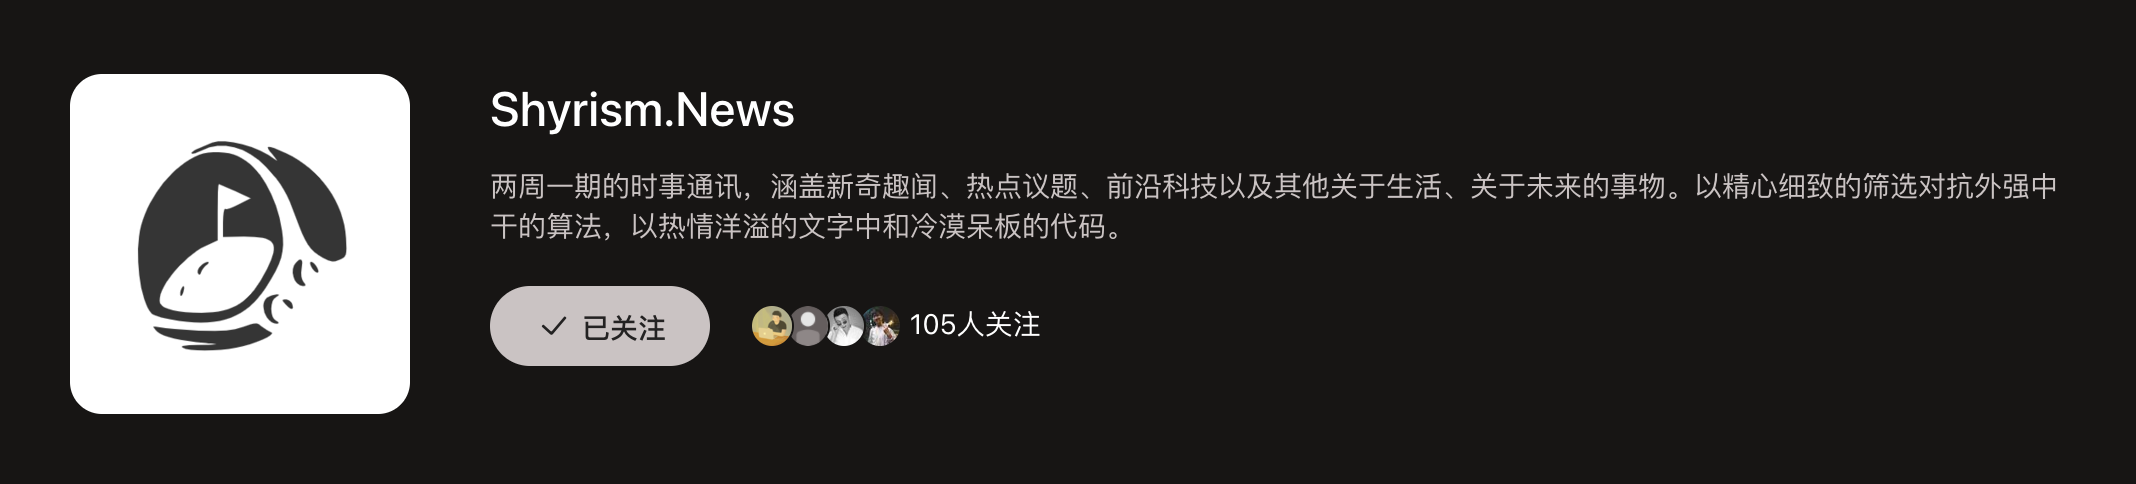 Shyrism.News
两周一期的时事通讯，涵盖新奇趣闻、热点议题、前沿科技以及其他关于生活、关于未来的事物。以精心细致的筛选对抗外强中
干的算法，以热情洋溢的文字中和冷漠呆板的代码。
已关注
105人关注